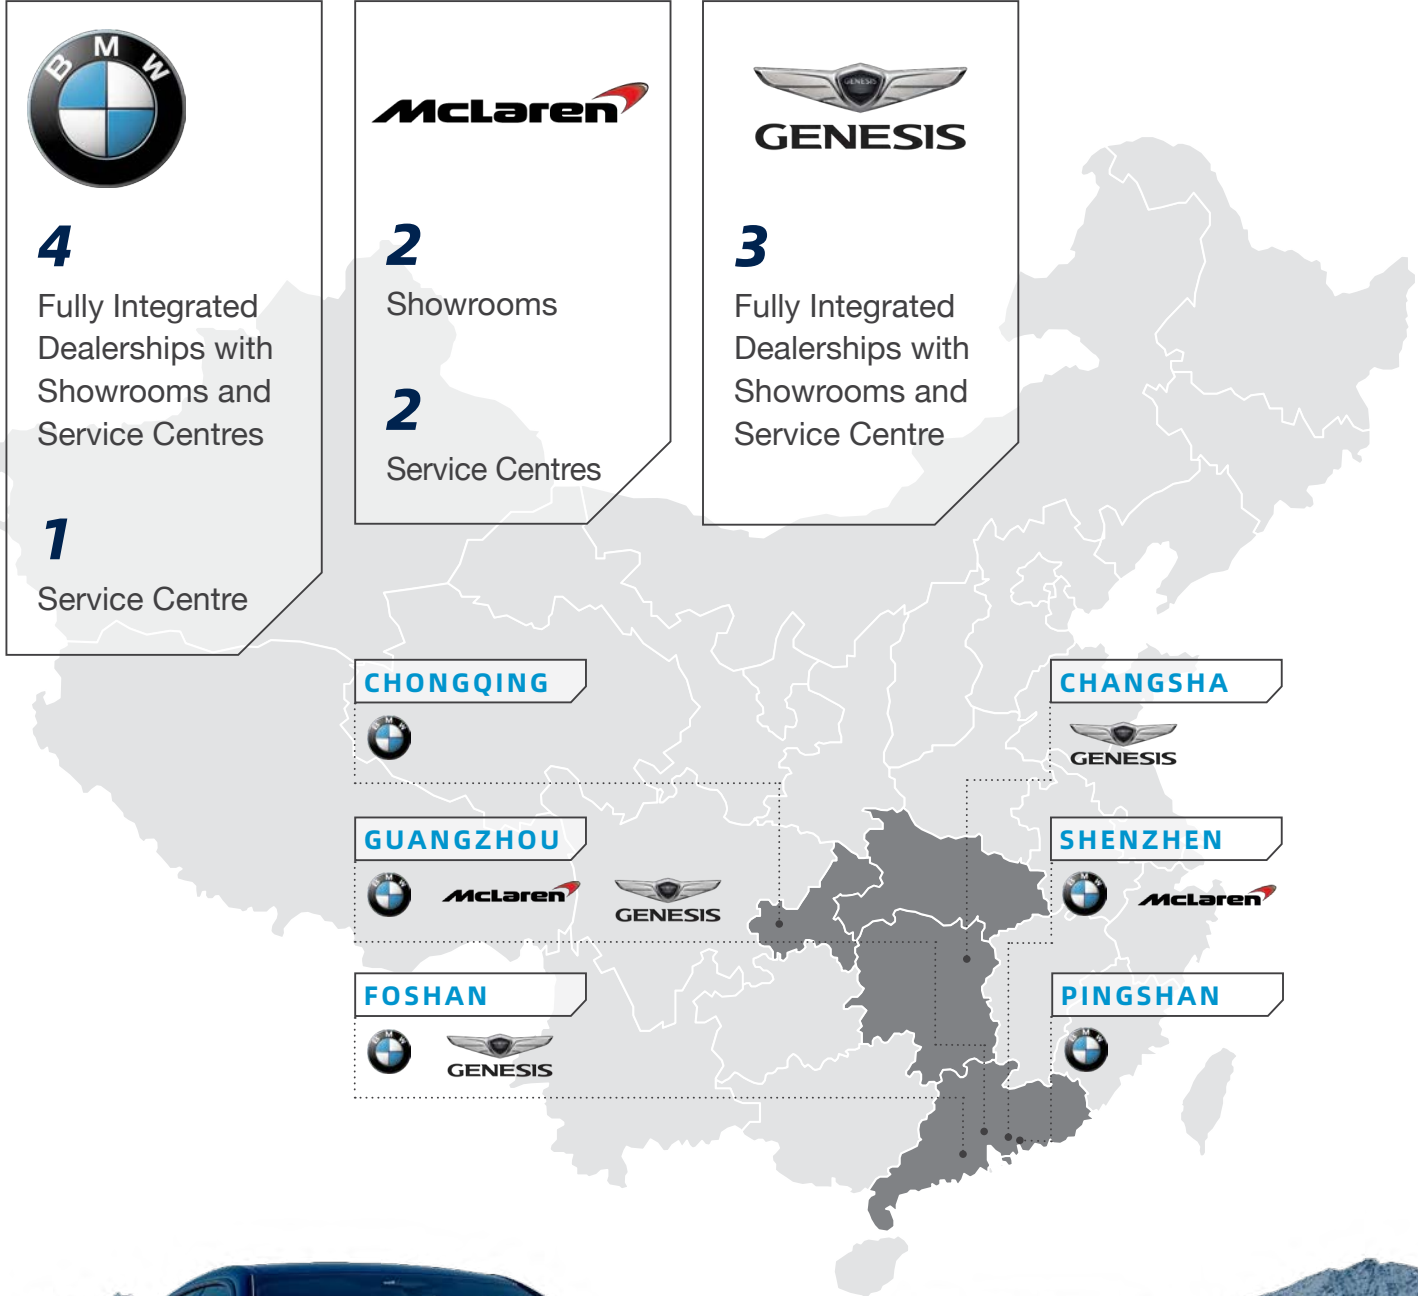 BMW
4
Fully Integrated
Dealerships with
Showrooms and
Service Centres
1
Service Centre
McLaren
2
Showrooms
2
Service Centres
GENESIS
GENESIS
3
Fully Integrated
Dealerships with
Showrooms and
Service Centre
CHONGQING
BMW
GUANGZHOU
BMW
McLaren
GENESIS
FOSHAN
BMW
GENESIS
CHANGSHA
GENESIS
SHENZHEN
BMW
McLaren
PINGSHAN
BMW